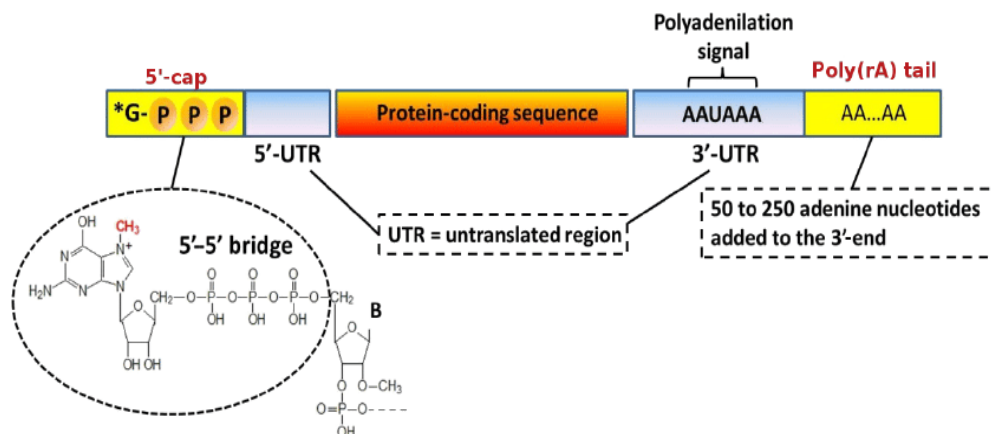 Polyadenilation
signal
5'-cap
Poly(rA) tail
*G- P P P
Protein-coding sequence
AAUAAA
AA...AA
5'-UTR
3'-UTR
UTR = untranslated region
50 to 250 adenine nucleotides
added to the 3'-end
5'–5' bridge
OH
CH₃
N
N+
H₂N
N
N
O
CH₂—O—P—O—P—O—P—O—CH₂
O
O
O
OH
OH
OH
OH OH
B
O
O
O—CH₃
O=P—O----
OH